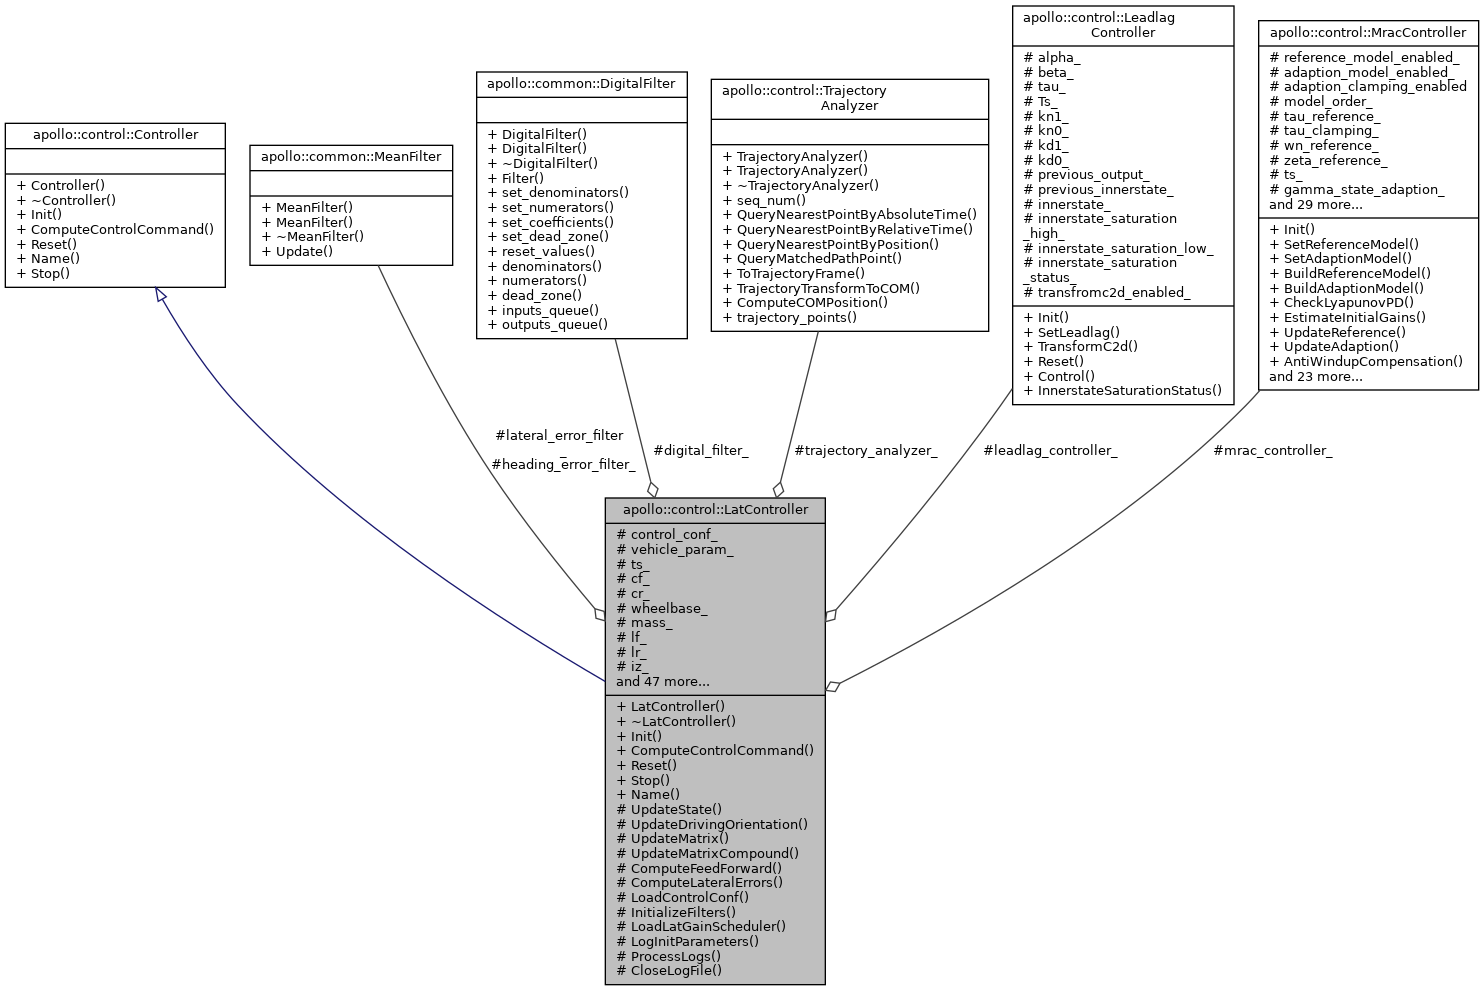 apollo::control::Controller
+ Controller()
+ ~Controller()
+ Init()
+ ComputeControlCommand()
+ Reset()
+ Name()
+ Stop()
apollo::common::MeanFilter
+ MeanFilter()
+ MeanFilter()
+ ~MeanFilter()
+ Update()
apollo::common::DigitalFilter
+ DigitalFilter()
+ DigitalFilter()
+ ~DigitalFilter()
+ Filter()
+ set_denominators()
+ set_numerators()
+ set_coefficients()
+ set_dead_zone()
+ reset_values()
+ denominators()
+ numerators()
+ dead_zone()
+ inputs_queue()
+ outputs_queue()
apollo::control::Trajectory
Analyzer
+ TrajectoryAnalyzer()
+ TrajectoryAnalyzer()
+ ~TrajectoryAnalyzer()
+ seq_num()
+ QueryNearestPointByAbsoluteTime()
+ QueryNearestPointByRelativeTime()
+ QueryNearestPointByPosition()
+ QueryMatchedPathPoint()
+ ToTrajectoryFrame()
+ TrajectoryTransformToCOM()
+ ComputeCOMPosition()
+ trajectory_points()
apollo::control::Leadlag
Controller
# alpha_
# beta_
# tau_
# Ts_
# kn1_
# kn0_
# kd1_
# kd0_
# previous_output_
# previous_innerstate_
# innerstate_
# innerstate_saturation
_high_
# innerstate_saturation_low_
# innerstate_saturation
_status_
# transfromc2d_enabled_
+ Init()
+ SetLeadlag()
+ TransformC2d()
+ Reset()
+ Control()
+ InnerstateSaturationStatus()
apollo::control::MracController
# reference_model_enabled_
# adaption_model_enabled_
# adaption_clamping_enabled
# model_order_
# tau_reference_
# tau_clamping_
# wn_reference_
# zeta_reference_
# ts_
# gamma_state_adaption_
and 29 more...
+ Init()
+ SetReferenceModel()
+ SetAdaptionModel()
+ BuildReferenceModel()
+ BuildAdaptionModel()
+ CheckLyapunovPD()
+ EstimateInitialGains()
+ UpdateReference()
+ UpdateAdaption()
+ AntiWindupCompensation()
and 23 more...
#lateral_error_filter
_
#heading_error_filter_
#digital_filter_
#trajectory_analyzer_
#leadlag_controller_
#mrac_controller_
apollo::control::LatController
# control_conf_
# vehicle_param_
# ts_
# cf_
# cr_
# wheelbase_
# mass_
# lf_
# lr_
# iz_
and 47 more...
+ LatController()
+ ~LatController()
+ Init()
+ ComputeControlCommand()
+ Reset()
+ Stop()
+ Name()
# UpdateState()
# UpdateDrivingOrientation()
# UpdateMatrix()
# UpdateMatrixCompound()
# ComputeFeedForward()
# ComputeLateralErrors()
# LoadControlConf()
# InitializeFilters()
# LoadLatGainScheduler()
# LogInitParameters()
# ProcessLogs()
# CloseLogFile()